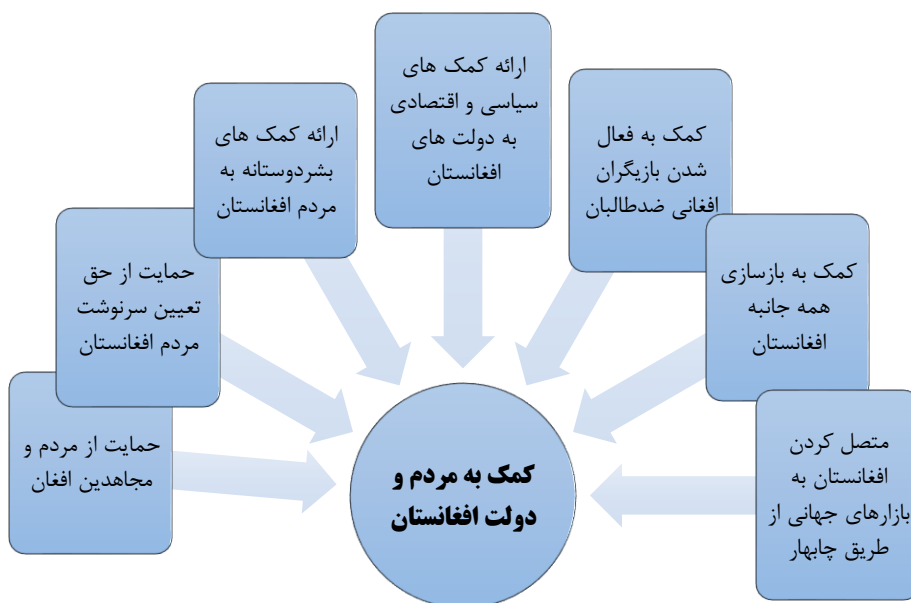 ارائه کمک های
سیاسی و اقتصادی
به دولت های
افغانستان
کمک به فعال
شدن بازیگران
افغانی ضدطالبان
ارائه کمک های
بشردوستانه به
مردم افغانستان
کمک به بازسازی
همه جانبه
افغانستان
حمایت از حق
تعیین سرنوشت
مردم افغانستان
متصل کردن
افغانستان به
بازارهای جهانی از
طریق چابهار
حمایت از مردم و
مجاهدین افغان
کمک به مردم و
دولت افغانستان